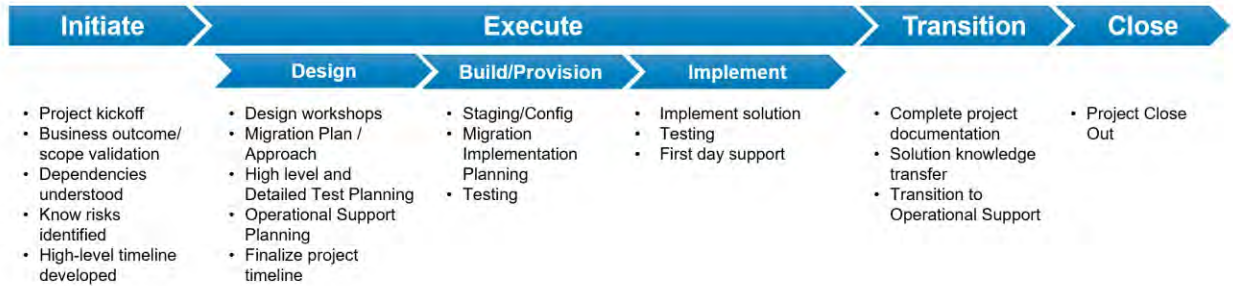 Initiate
Execute
Transition
Close
Design
Build/Provision
Implement
• Project kickoff
• Business outcome/
scope validation
• Dependencies
understood
• Know risks
identified
• High-level timeline
developed
• Design workshops
• Migration Plan /
Approach
• High level and
Detailed Test Planning
• Operational Support
Planning
• Finalize project
timeline
• Staging/Config
• Migration
Implementation
Planning
• Testing
• Implement solution
• Testing
• First day support
• Complete project
documentation
• Solution knowledge
transfer
• Transition to
Operational Support
• Project Close
Out